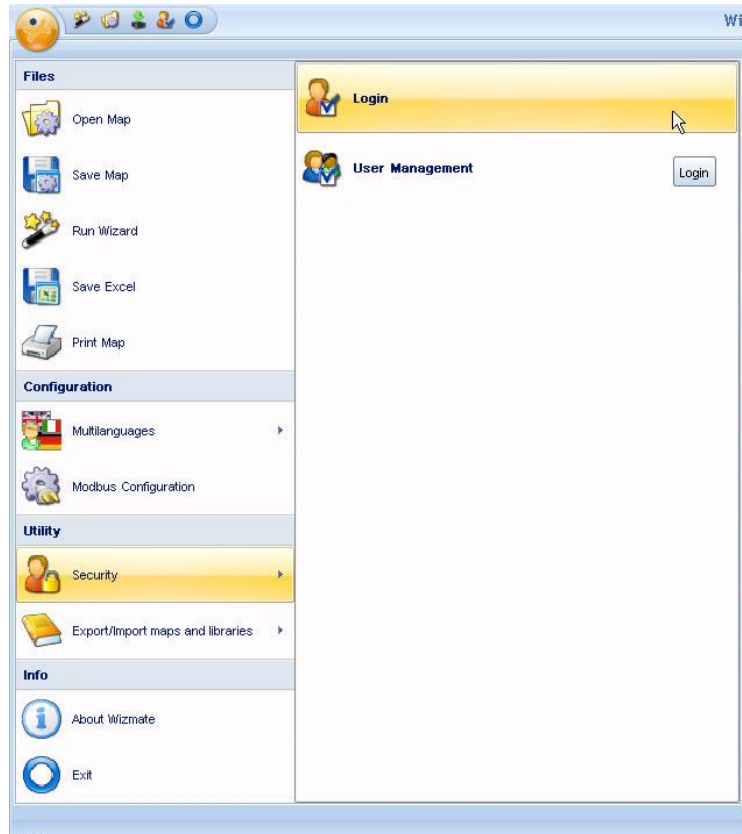 Wi
Files
Open Map
Save Map
Run Wizard
Save Excel
Print Map
Configuration
Multilanguages
Modbus Configuration
Utility
Security
Export/Import maps and libraries
Info
About Wizmate
Exit
Login
User Management
Login